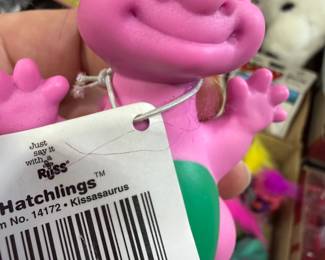 Just
say it
with a
Russ®
Hatchlings™
m No. 14172 • Kissasaurus